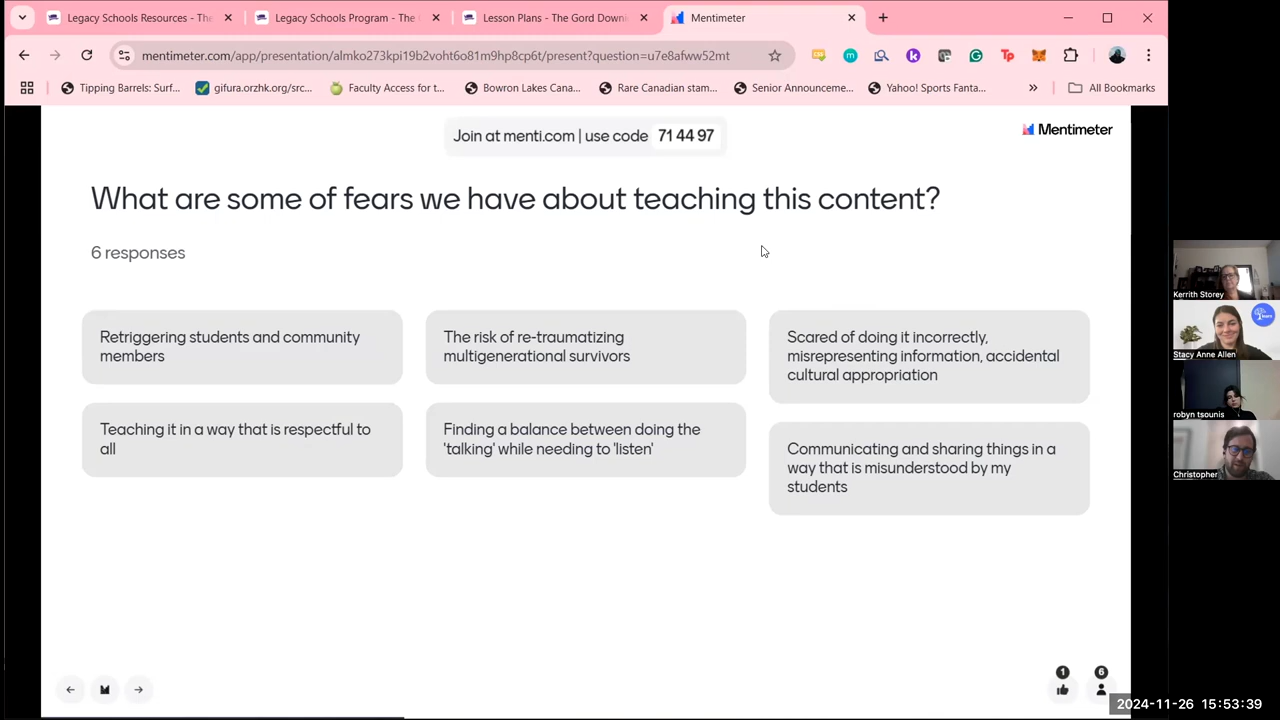 Legacy Schools Resources - The
Legacy Schools Program - The
Lesson Plans - The Gord Down
Mentimeter
mentimeter.com/app/presentation/almko273kpi19b2voht6o81m9hp8cp6t/present?question=u7e8afww52mt
Tipping Barrels: Surf...
gifura.orzhk.org/src...
Faculty Access for t...
Bowron Lakes Cana...
Rare Canadian stam...
Senior Announceme...
Yahoo! Sports Fanta...
»
All Bookmarks
Join at menti.com | use code 71 44 97
Mentimeter
What are some of fears we have about teaching this content?
6 responses
Retriggering students and community
members
The risk of re-traumatizing
multigenerational survivors
Scared of doing it incorrectly,
misrepresenting information, accidental
cultural appropriation
Teaching it in a way that is respectful to
all
Finding a balance between doing the
'talking' while needing to 'listen'
Communicating and sharing things in a
way that is misunderstood by my
students
1
6
Kerrith Storey
Stacy Anne Allen
robyn tsounis
Christopher
2024-11-26 15:53:39